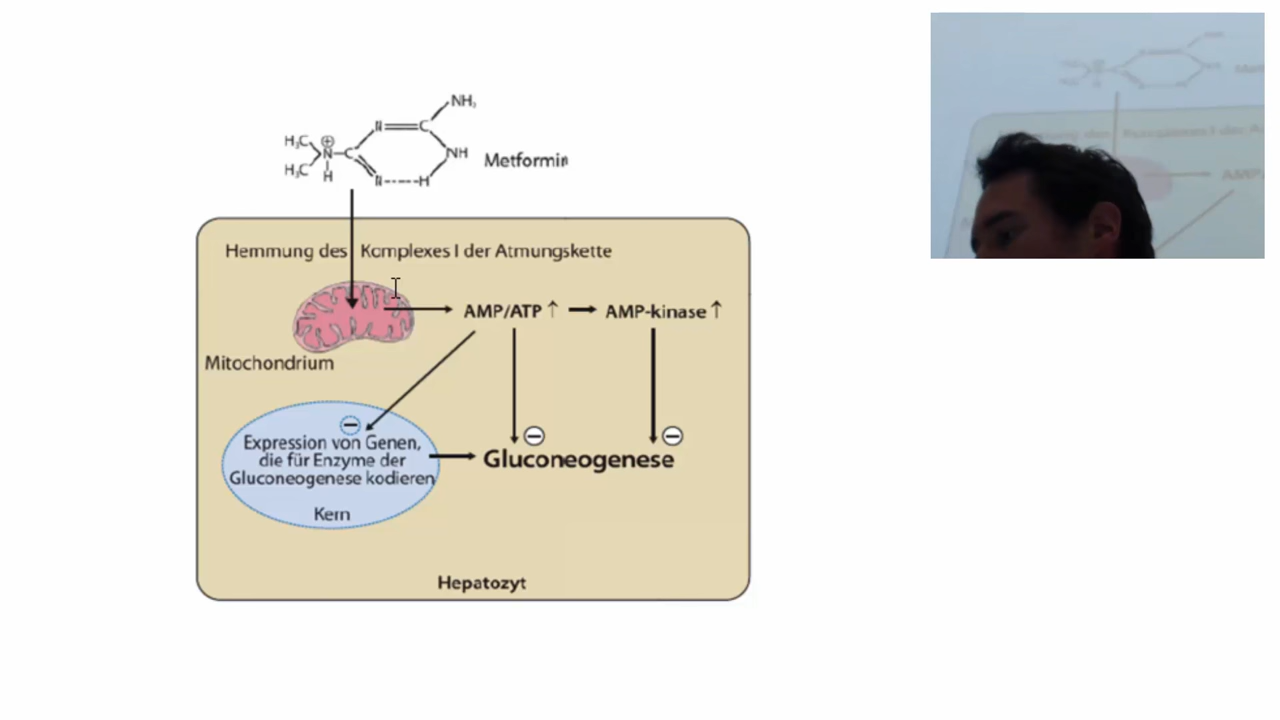 NH₂
H₃C ⊕ N C
N C NH Metformin
H₃C H N H
Hemmung des Komplexes I der Atmungskette
AMP/ATP ↑ AMP-kinase ↑
Mitochondrium
Expression von Genen,
die für Enzyme der
Gluconeogenese kodieren
Gluconeogenese
Kern
Hepatozyt